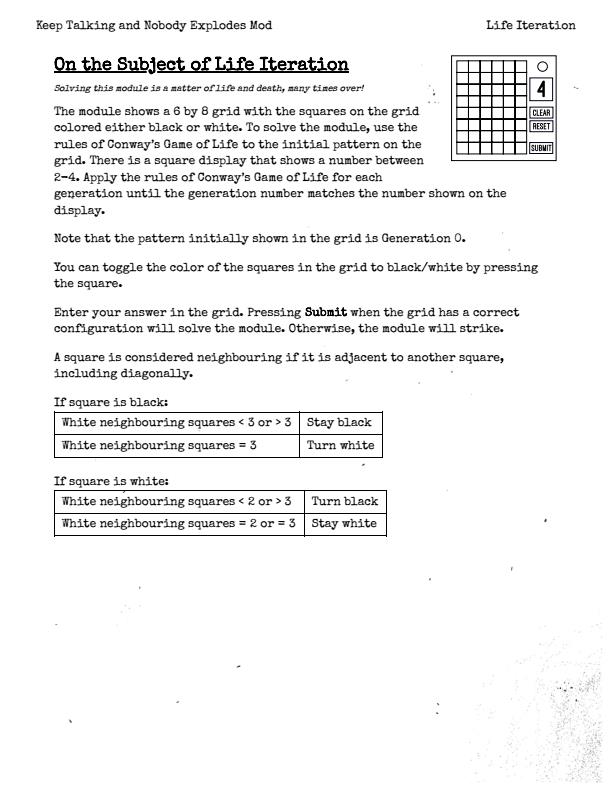 Keep Talking and Nobody Explodes Mod
Life Iteration
On the Subject of Life Iteration
Solving this module is a matter of life and death, many times over!
4
CLEAR
RESET
SUBMIT
The module shows a 6 by 8 grid with the squares on the grid
colored either black or white. To solve the module, use the
rules of Conway's Game of Life to the initial pattern on the
grid. There is a square display that shows a number between
2-4. Apply the rules of Conway's Game of Life for each
generation until the generation number matches the number shown on the
display.
Note that the pattern initially shown in the grid is Generation 0.
You can toggle the color of the squares in the grid to black/white by pressing
the square.
Enter your answer in the grid. Pressing Submit when the grid has a correct
configuration will solve the module. Otherwise, the module will strike.
A square is considered neighbouring if it is adjacent to another square,
including diagonally.
If square is black:
White neighbouring squares < 3 or > 3 Stay black
White neighbouring squares = 3 Turn white
If square is white:
White neighbouring squares < 2 or > 3 Turn black
White neighbouring squares = 2 or = 3 Stay white